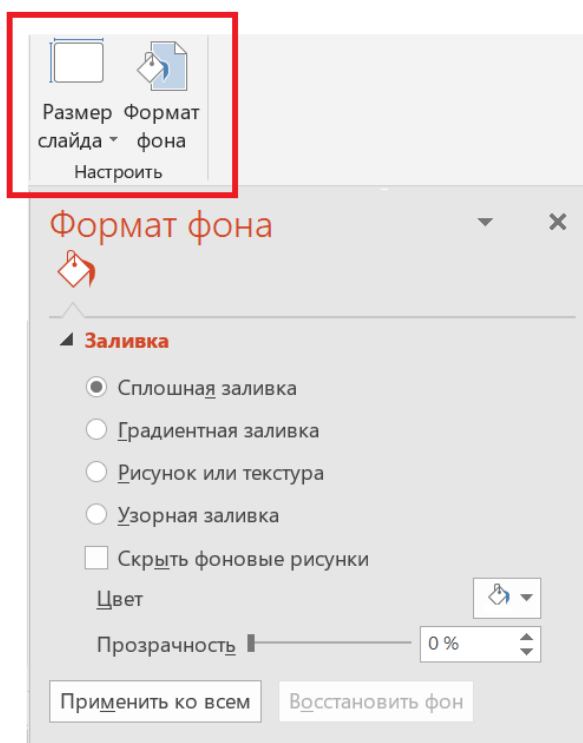 Размер Формат
слайда фона
Настроить
Формат фона
Заливка
Сплошная заливка
Градиентная заливка
Рисунок или текстура
Узорная заливка
Скрыть фоновые рисунки
Цвет
Прозрачность 0 %
Применить ко всем Восстановить фон